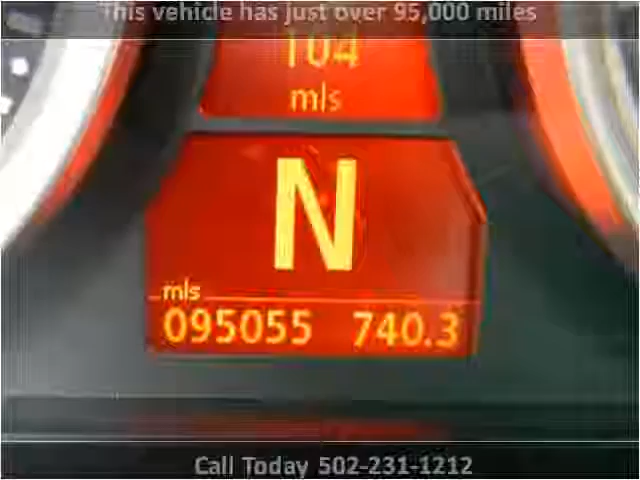 This vehicle has just over 95,000 miles
104
mls
N
mls
095055 740.3
Call Today 502-231-1212